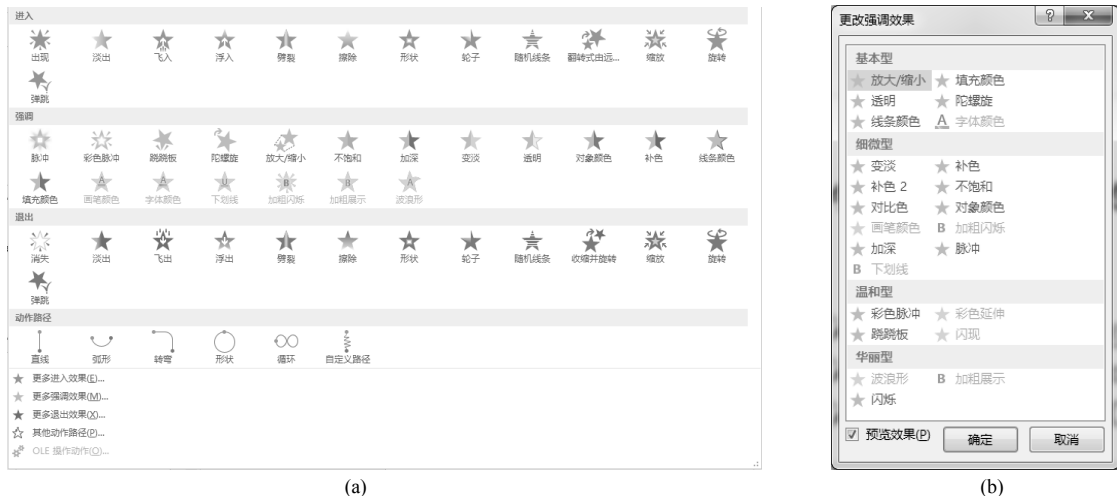 进入
出现 淡出 飞入 浮入 劈裂 擦除 形状 轮子 随机线条 翻转式由远... 缩放 旋转
弹跳
强调
脉冲 彩色脉冲 跷跷板 陀螺旋 放大/缩小 不饱和 加深 变淡 透明 对象颜色 补色 线条颜色
填充颜色 画笔颜色 字体颜色 下划线 加粗闪烁 加粗展示 波浪形
退出
消失 淡出 飞出 浮出 劈裂 擦除 形状 轮子 随机线条 收缩并旋转 缩放 旋转
弹跳
动作路径
直线 弧形 转弯 形状 循环 自定义路径
更多进入效果(E)...
更多强调效果(M)...
更多退出效果(X)...
其他动作路径(P)...
OLE 操作动作(O)...
(a)
更改强调效果
基本型
放大/缩小 填充颜色
透明 陀螺旋
线条颜色 A 字体颜色
细微型
变淡 补色
补色 2 不饱和
对比色 对象颜色
画笔颜色 B 加粗闪烁
加深 脉冲
B 下划线
温和型
彩色脉冲 彩色延伸
跷跷板 闪现
华丽型
波浪形 B 加粗展示
闪烁
预览效果(P) 确定 取消
(b)